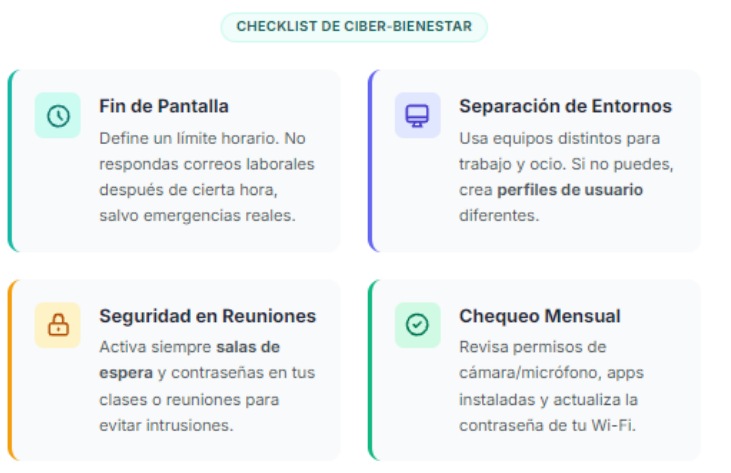 CHECKLIST DE CIBER-BIENESTAR
Fin de Pantalla
Define un límite horario. No
respondas correos laborales
después de cierta hora,
salvo emergencias reales.
Separación de Entornos
Usa equipos distintos para
trabajo y ocio. Si no puedes,
crea perfiles de usuario
diferentes.
Seguridad en Reuniones
Activa siempre salas de
espera y contraseñas en tus
clases o reuniones para
evitar intrusiones.
Chequeo Mensual
Revisa permisos de
cámara/micrófono, apps
instaladas y actualiza la
contraseña de tu Wi-Fi.